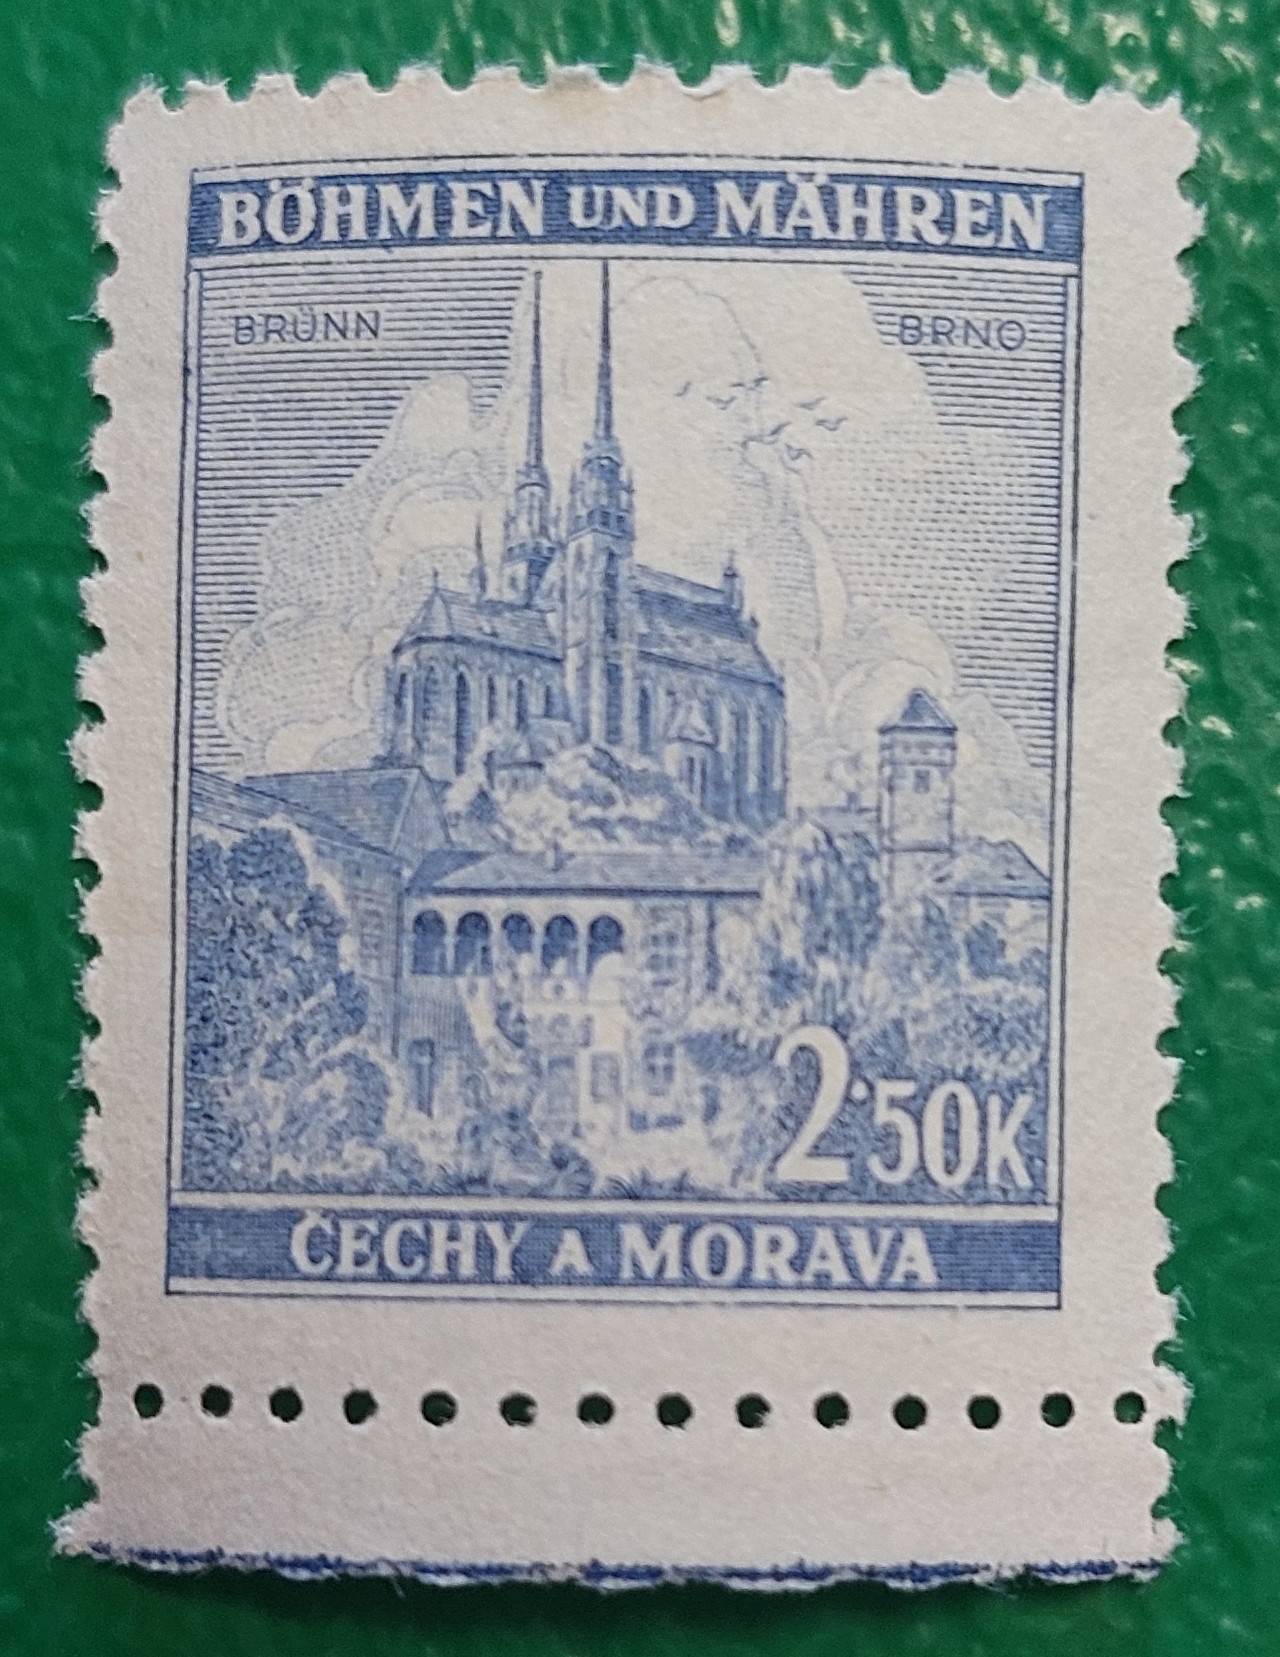 BÖHMEN UND MÄHREN
BRÜNN BRNO
2·50K
ČECHY A MORAVA